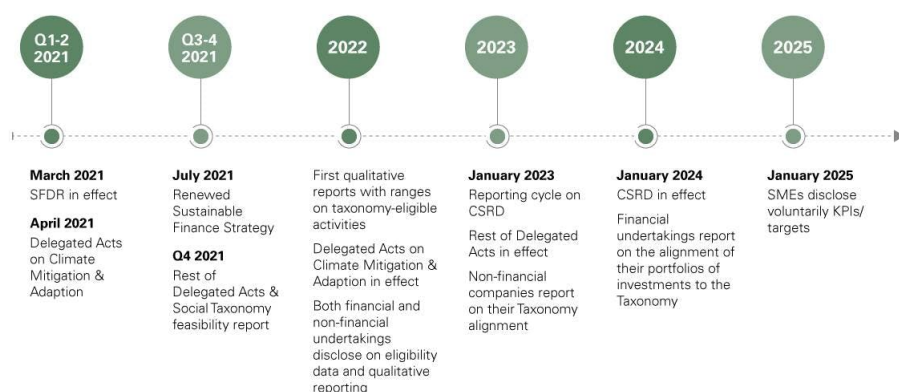 Q1-2
2021
Q3-4
2021
2022
2023
2024
2025
March 2021
SFDR in effect
April 2021
Delegated Acts
on Climate
Mitigation &
Adaption
July 2021
Renewed
Sustainable
Finance Strategy
Q4 2021
Rest of
Delegated Acts &
Social Taxonomy
feasibility report
First qualitative
reports with ranges
on taxonomy-eligible
activities
Delegated Acts on
Climate Mitigation &
Adaption in effect
Both financial and
non-financial
undertakings
disclose on eligibility
data and qualitative
reporting
January 2023
Reporting cycle on
CSRD
Rest of Delegated
Acts in effect
Non-financial
companies report
on their Taxonomy
alignment
January 2024
CSRD in effect
Financial
undertakings report
on the alignment of
their portfolios of
investments to the
Taxonomy
January 2025
SMEs disclose
voluntarily KPIs/
targets